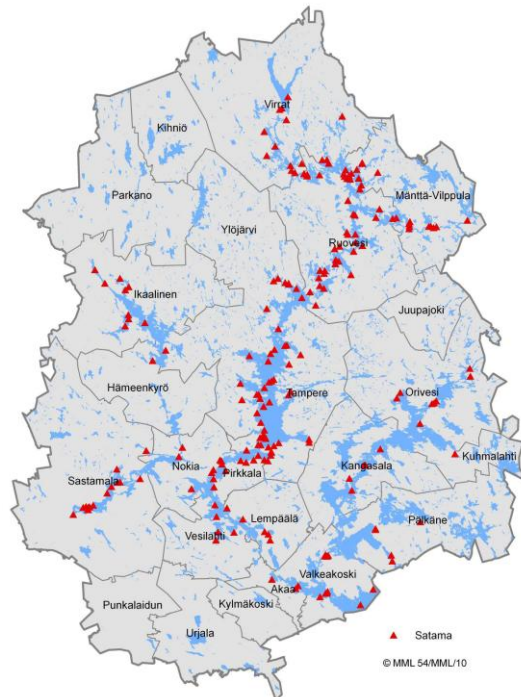 Virrat
Kihniö
Parkano
Mänttä-Vilppula
Ylöjärvi
Ruovesi
Ikaalinen
Juupajoki
Hämeenkyrö
Tampere
Orivesi
Kuhmalahti
Kangasala
Nokia
Pirkkala
Sastamala
Lempäälä
Pälkäne
Vesilahti
Valkeakoski
Akaa
Punkalaidun
Kylmäkoski
Urjala
Satama
© MML 54/MML/10